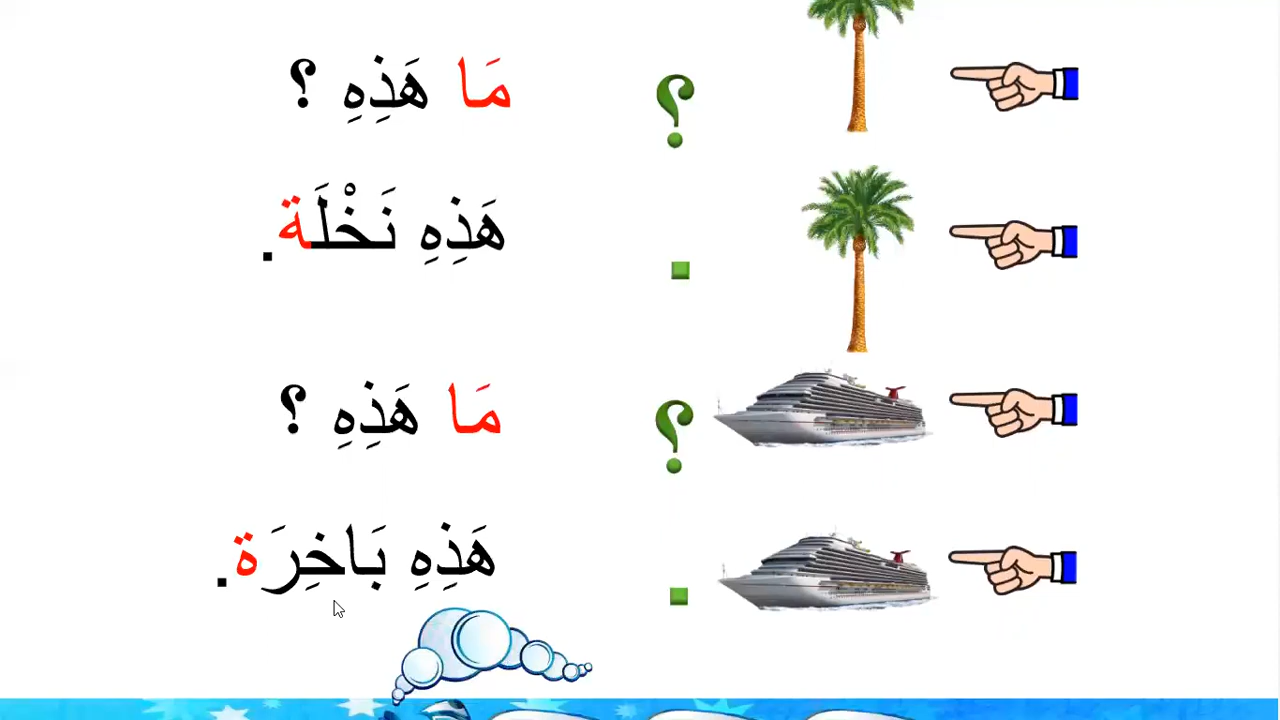 مَا هَذِهِ ؟
؟
هَذِهِ نَخْلَة.
.
مَا هَذِهِ ؟
؟
هَذِهِ بَاخِرَة.
.